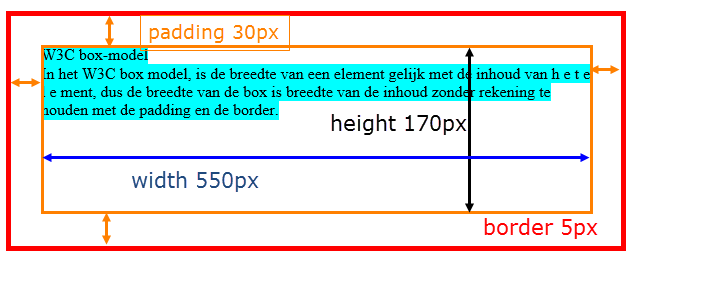 padding 30px
W3C box-model
In het W3C box model, is de breedte van een element gelijk met de inhoud van h e t e
l e ment, dus de breedte van de box is breedte van de inhoud zonder rekening te
houden met de padding en de border.
height 170px
width 550px
border 5px